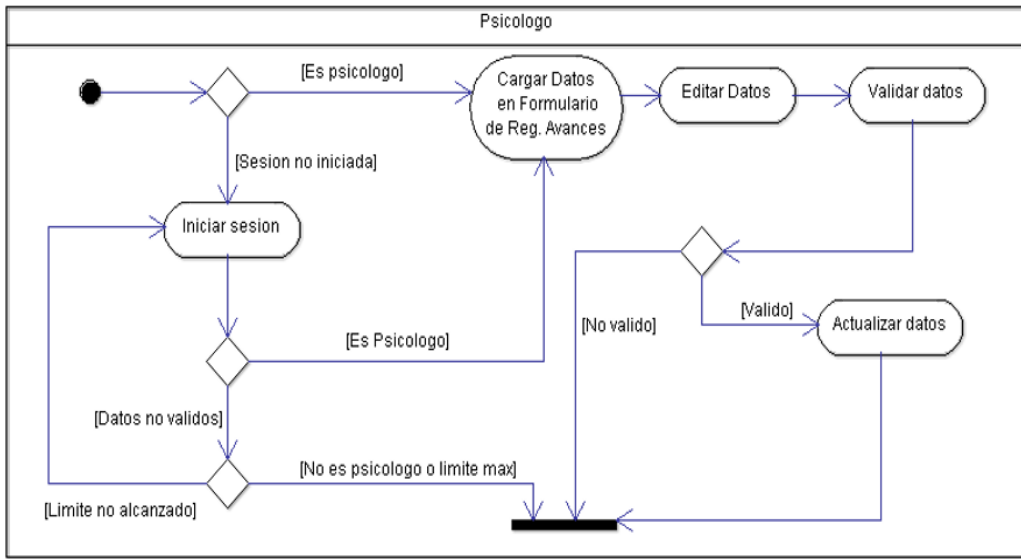 Psicologo
[Es psicologo]
Cargar Datos
en Formulario
de Reg. Avances
Editar Datos
Validar datos
[Sesion no iniciada]
Iniciar sesion
[Es Psicologo]
[No valido]
[Valido]
Actualizar datos
[Datos no validos]
[No es psicologo o limite max]
[Limite no alcanzado]